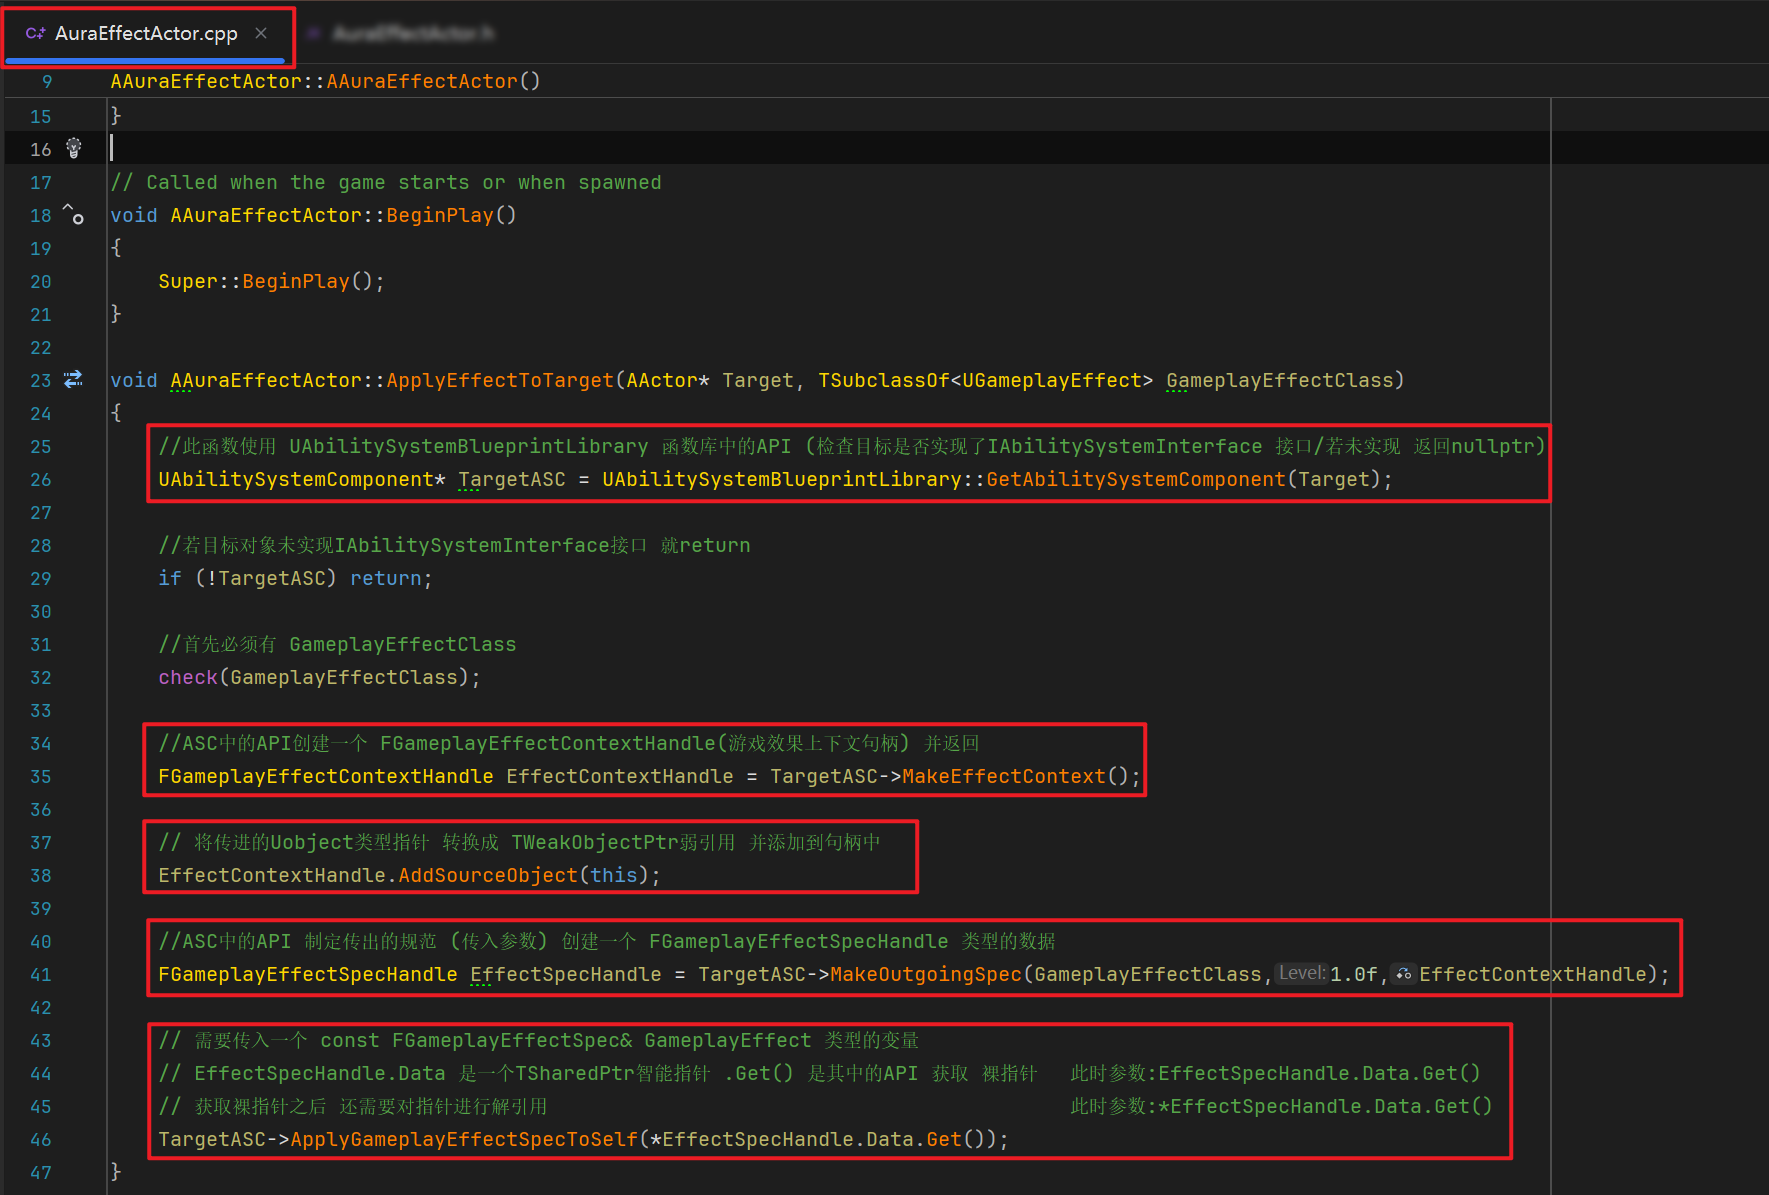 C++ AuraEffectActor.cpp ×
9 AAuraEffectActor::AAuraEffectActor()
15 }
16
17 // Called when the game starts or when spawned
18 void AAuraEffectActor::BeginPlay()
19 {
20 Super::BeginPlay();
21 }
22
23 void AAuraEffectActor::ApplyEffectToTarget(AActor* Target, TSubclassOf<UGameplayEffect> GameplayEffectClass)
24 {
25 //此函数使用 UAbilitySystemBlueprintLibrary 函数库中的API (检查目标是否实现了IAbilitySystemInterface 接口/若未实现 返回nullptr)
26 UAbilitySystemComponent* TargetASC = UAbilitySystemBlueprintLibrary::GetAbilitySystemComponent(Target);
27
28 //若目标对象未实现IAbilitySystemInterface接口 就return
29 if (!TargetASC) return;
30
31 //首先必须有 GameplayEffectClass
32 check(GameplayEffectClass);
33
34 //ASC中的API创建一个 FGameplayEffectContextHandle(游戏效果上下文句柄) 并返回
35 FGameplayEffectContextHandle EffectContextHandle = TargetASC->MakeEffectContext();
36
37 // 将传进的Uobject类型指针 转换成 TWeakObjectPtr弱引用 并添加到句柄中
38 EffectContextHandle.AddSourceObject(this);
39
40 //ASC中的API 制定传出的规范 (传入参数) 创建一个 FGameplayEffectSpecHandle 类型的数据
41 FGameplayEffectSpecHandle EffectSpecHandle = TargetASC->MakeOutgoingSpec(GameplayEffectClass, Level: 1.0f, EffectContextHandle);
42
43 // 需要传入一个 const FGameplayEffectSpec& GameplayEffect 类型的变量
44 // EffectSpecHandle.Data 是一个TSharedPtr智能指针 .Get() 是其中的API 获取 裸指针 此时参数:EffectSpecHandle.Data.Get()
45 // 获取裸指针之后 还需要对指针进行解引用 此时参数:*EffectSpecHandle.Data.Get()
46 TargetASC->ApplyGameplayEffectSpecToSelf(*EffectSpecHandle.Data.Get());
47 }